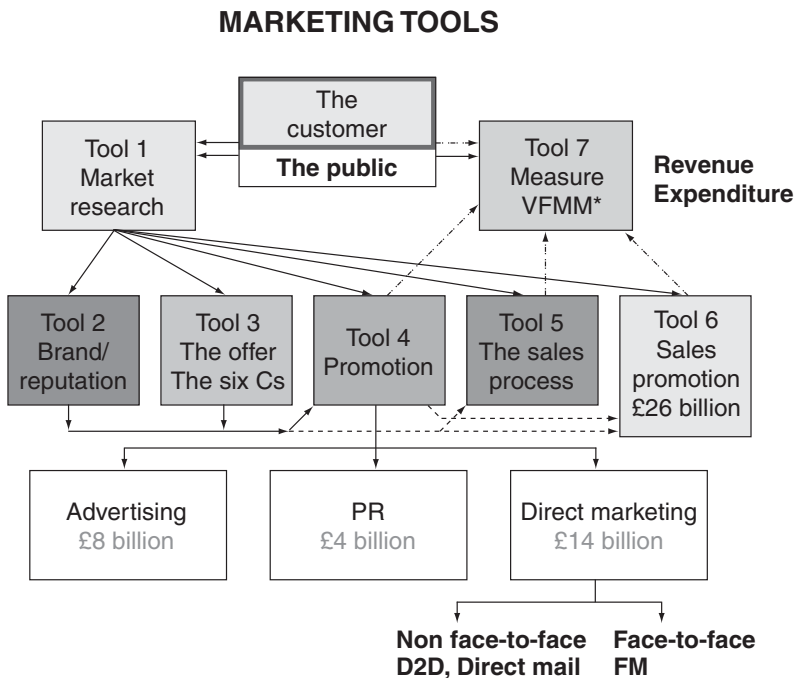 MARKETING TOOLS
The
customer
The public
Tool 1
Market
research
Tool 7
Measure
VFMM*
Revenue
Expenditure
Tool 2
Brand/
reputation
Tool 3
The offer
The six Cs
Tool 4
Promotion
Tool 5
The sales
process
Tool 6
Sales
promotion
£26 billion
Advertising
£8 billion
PR
£4 billion
Direct marketing
£14 billion
Non face-to-face
D2D, Direct mail
Face-to-face
FM